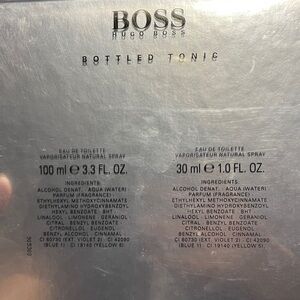 BOSS
HUGO BOSS
BOTTLED TONIC
EAU DE TOILETTE
VAPORISATEUR NATURAL SPRAY
100 ml ℮ 3.3 FL. OZ.
INGREDIENTS:
ALCOHOL DENAT. · AQUA (WATER)
PARFUM (FRAGRANCE)
ETHYLHEXYL METHOXYCINNAMATE
DIETHYLAMINO HYDROXYBENZOYL
HEXYL BENZOATE · BHT
LINALOOL · LIMONENE · GERANIOL
CITRAL · BENZYL ALCOHOL
CITRONELLOL · EUGENOL
BENZYL ALCOHOL · CINNAMAL
CI 60730 (EXT. VIOLET 2) · CI 42090
(BLUE 1) · CI 19140 (YELLOW 5)
EAU DE TOILETTE
VAPORISATEUR NATURAL SPRAY
30 ml ℮ 1.0 FL. OZ.
INGREDIENTS:
ALCOHOL DENAT. · AQUA (WATER)
PARFUM (FRAGRANCE)
ETHYLHEXYL METHOXYCINNAMATE
DIETHYLAMINO HYDROXYBENZOYL
HEXYL BENZOATE · BHT
LINALOOL · LIMONENE · GERANIOL
CITRONELLOL · EUGENOL
CITRAL · BENZYL ALCOHOL · CINNAMAL
CI 60730 (EXT. VIOLET 2) · CI 42090
(BLUE 1) · CI 19140 (YELLOW 5)